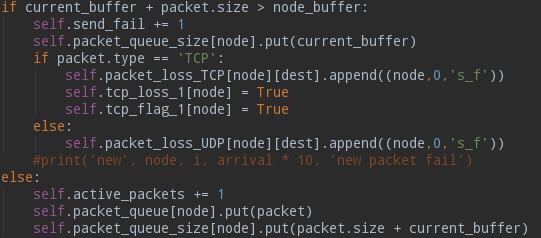 if current_buffer + packet.size > node_buffer:
    self.send_fail += 1
    self.packet_queue_size[node].put(current_buffer)
    if packet.type == 'TCP':
        self.packet_loss_TCP[node][dest].append((node,0,'s_f'))
        self.tcp_loss_1[node] = True
        self.tcp_flag_1[node] = True
    else:
        self.packet_loss_UDP[node][dest].append((node,0,'s_f'))
    #print('new', node, i, arrival * 10, 'new packet fail')
else:
    self.active_packets += 1
    self.packet_queue[node].put(packet)
    self.packet_queue_size[node].put(packet.size + current_buffer)